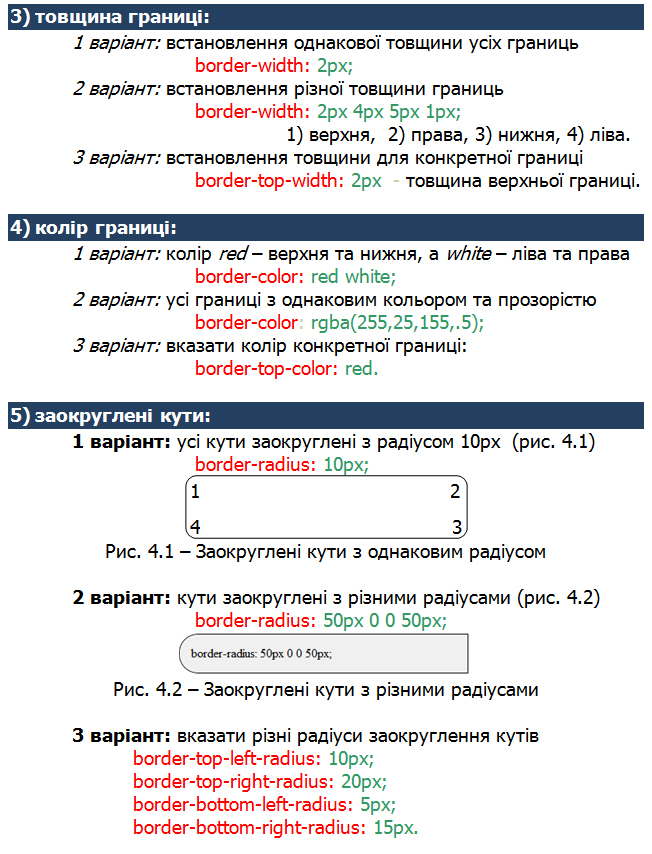 3) товщина границі:
1 варіант: встановлення однакової товщини усіх границь
border-width: 2px;
2 варіант: встановлення різної товщини границь
border-width: 2px 4px 5px 1px;
1) верхня, 2) права, 3) нижня, 4) ліва.
3 варіант: встановлення товщини для конкретної границі
border-top-width: 2px - товщина верхньої границі.
4) колір границі:
1 варіант: колір red – верхня та нижня, а white – ліва та права
border-color: red white;
2 варіант: усі границі з однаковим кольором та прозорістю
border-color: rgba(255,25,155,.5);
3 варіант: вказати колір конкретної границі:
border-top-color: red.
5) заокруглені кути:
1 варіант: усі кути заокруглені з радіусом 10px (рис. 4.1)
border-radius: 10px;
1 2
4 3
Рис. 4.1 – Заокруглені кути з однаковим радіусом
2 варіант: кути заокруглені з різними радіусами (рис. 4.2)
border-radius: 50px 0 0 50px;
border-radius: 50px 0 0 50px;
Рис. 4.2 – Заокруглені кути з різними радіусами
3 варіант: вказати різні радіуси заокруглення кутів
border-top-left-radius: 10px;
border-top-right-radius: 20px;
border-bottom-left-radius: 5px;
border-bottom-right-radius: 15px.